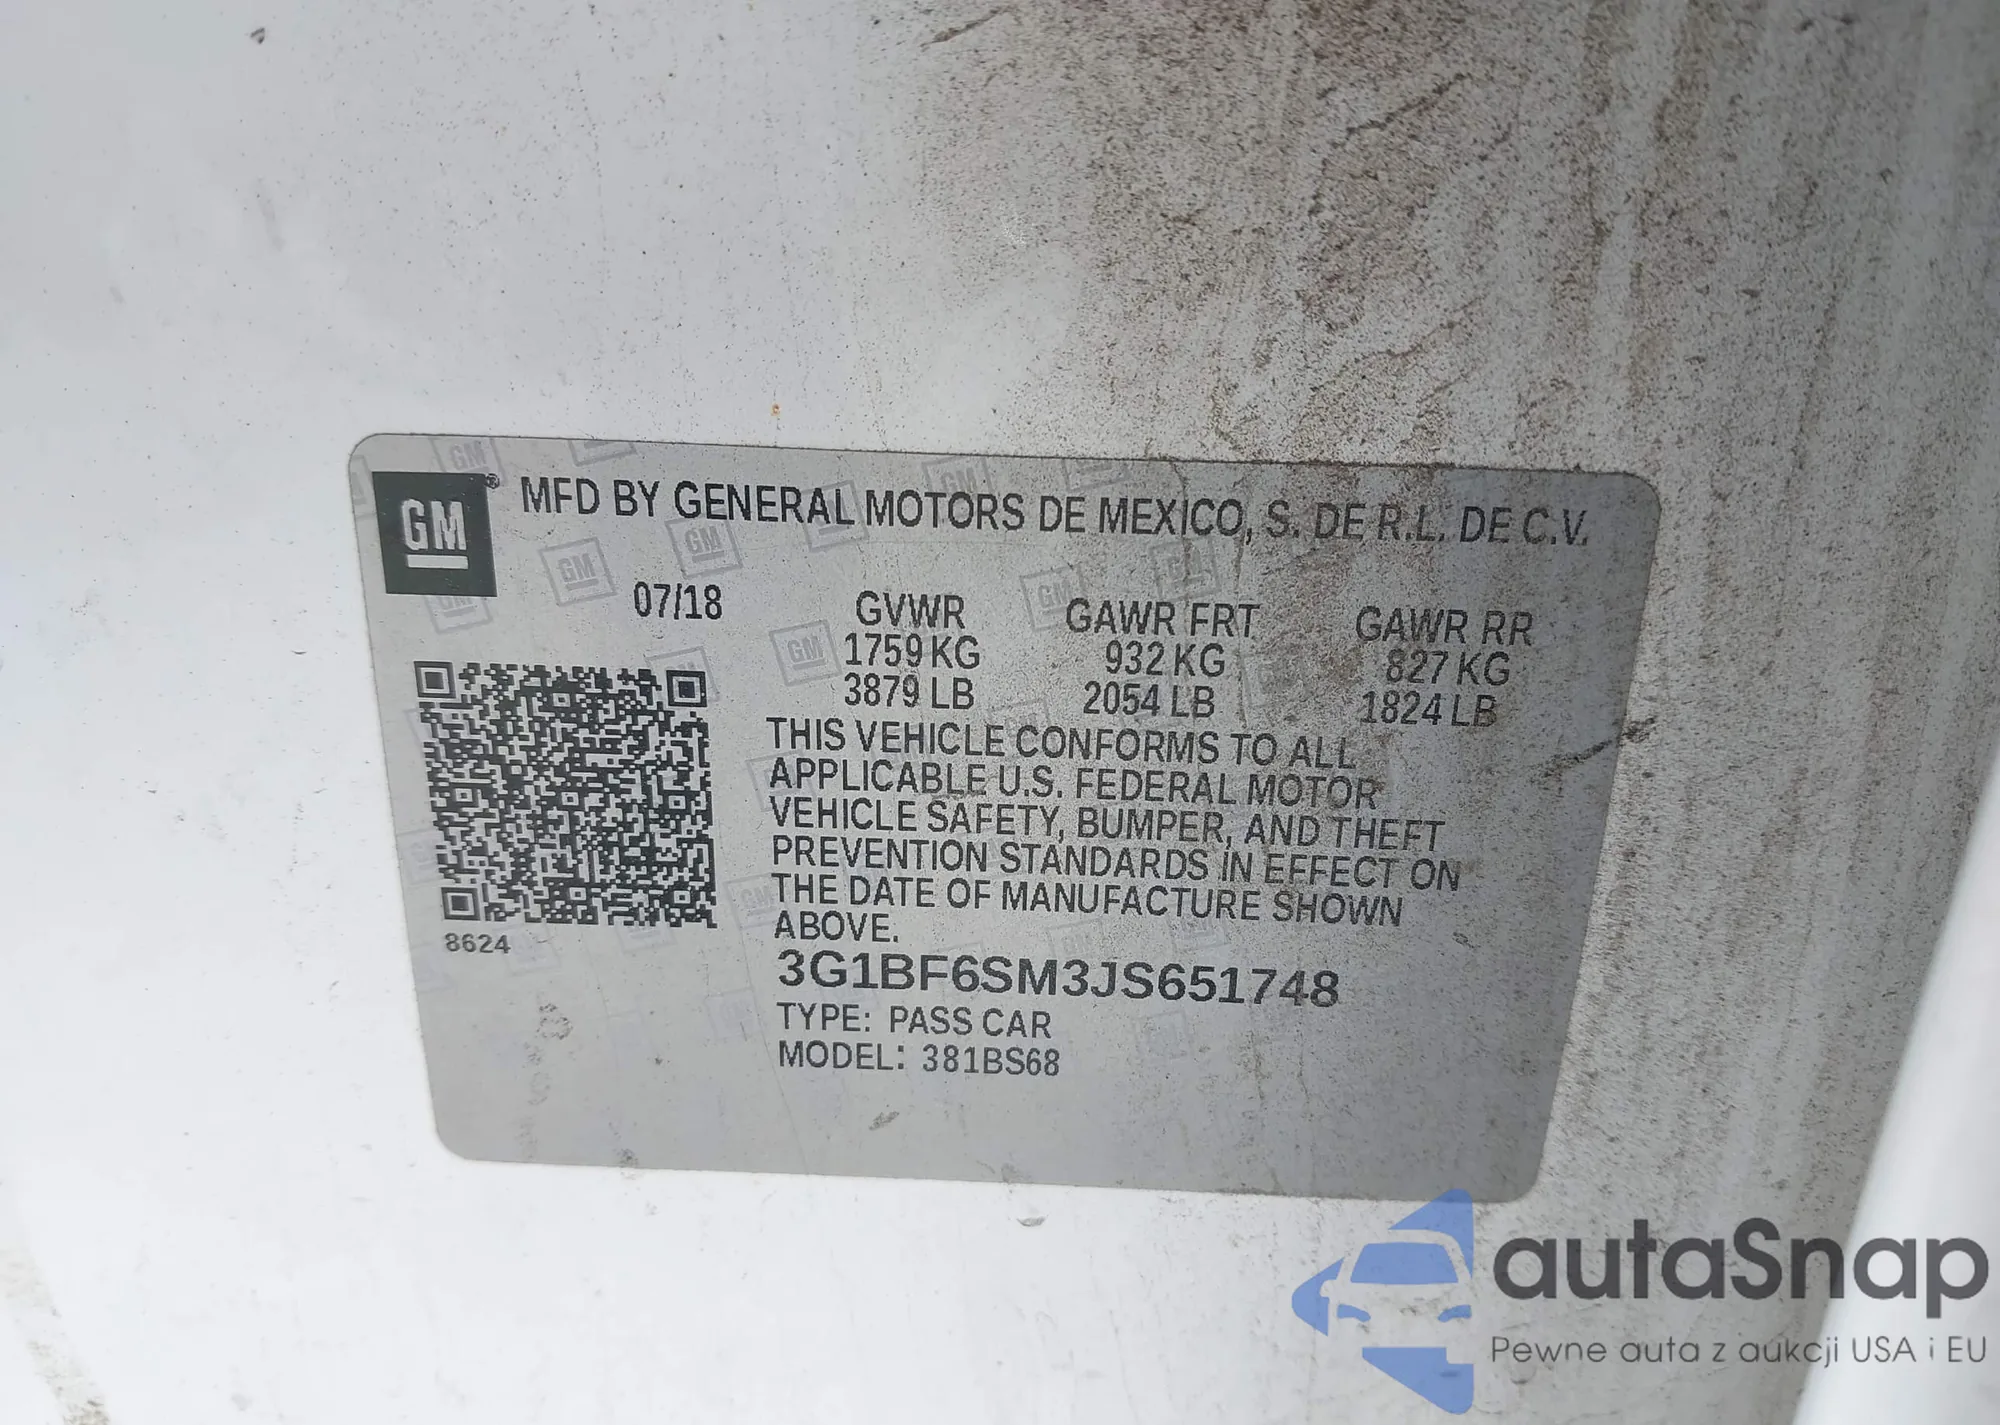 GM®
MFD BY GENERAL MOTORS DE MEXICO, S. DE R.L. DE C.V.
07/18 GVWR GAWR FRT GAWR RR
1759 KG 932 KG 827 KG
3879 LB 2054 LB 1824 LB
THIS VEHICLE CONFORMS TO ALL
APPLICABLE U.S. FEDERAL MOTOR
VEHICLE SAFETY, BUMPER, AND THEFT
PREVENTION STANDARDS IN EFFECT ON
THE DATE OF MANUFACTURE SHOWN
ABOVE.
8624
3G1BF6SM3JS651748
TYPE: PASS CAR
MODEL: 381BS68
autaSnap
Pewne auta z aukcji USA i EU